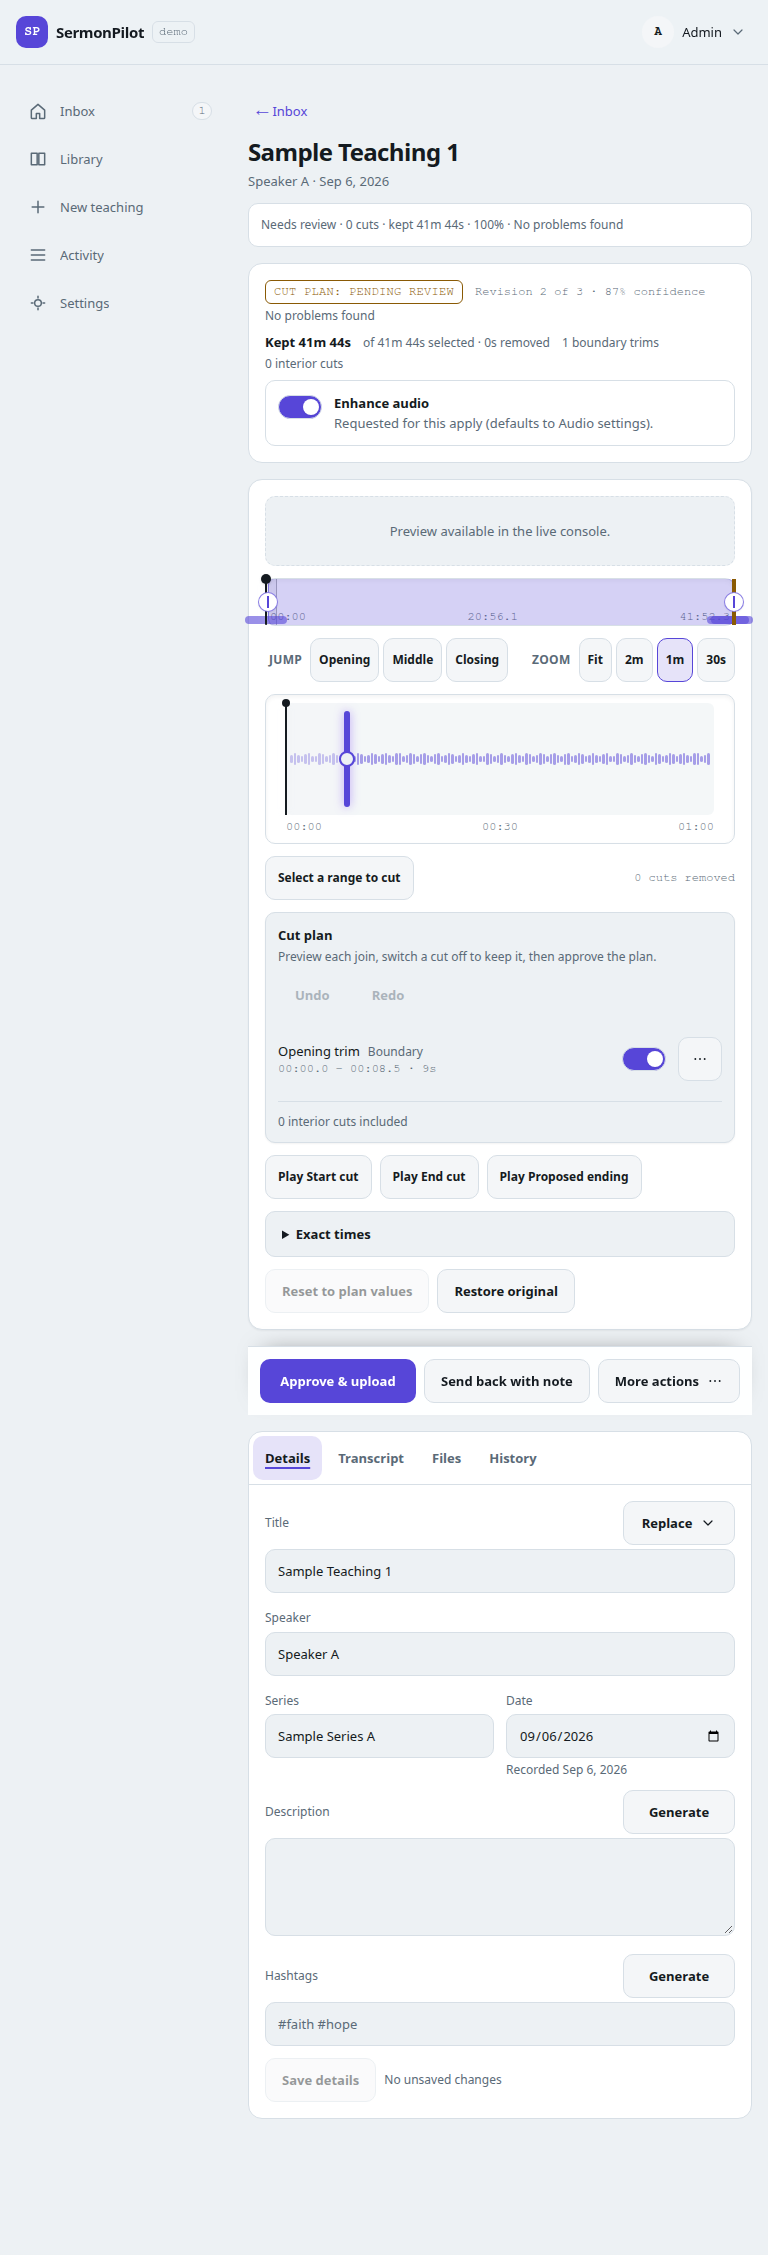 SP SermonPilot demo
A Admin
Inbox 1
Library
New teaching
Activity
Settings
← Inbox
Sample Teaching 1
Speaker A · Sep 6, 2026
Needs review · 0 cuts · kept 41m 44s · 100% · No problems found
CUT PLAN: PENDING REVIEW Revision 2 of 3 · 87% confidence
No problems found
Kept 41m 44s of 41m 44s selected · 0s removed 1 boundary trims
0 interior cuts
Enhance audio
Requested for this apply (defaults to Audio settings).
Preview available in the live console.
20:56.1
JUMP Opening Middle Closing ZOOM Fit 2m 1m 30s
00:00 00:30 01:00
Select a range to cut 0 cuts removed
Cut plan
Preview each join, switch a cut off to keep it, then approve the plan.
Undo Redo
Opening trim Boundary
00:00.0 – 00:08.5 · 9s
...
0 interior cuts included
Play Start cut Play End cut Play Proposed ending
Exact times
Reset to plan values Restore original
Approve & upload Send back with note More actions ...
Details Transcript Files History
Title Replace
Sample Teaching 1
Speaker
Speaker A
Series Date
Sample Series A 09/06/2026
Recorded Sep 6, 2026
Description Generate
Hashtags Generate
#faith #hope
Save details No unsaved changes